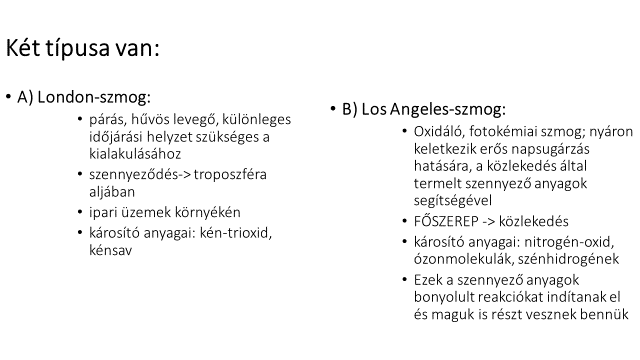 Két típusa van:
• A) London-szmog:
• párás, hűvös levegő, különleges
időjárási helyzet szükséges a
kialakulásához
• szennyeződés-> troposzféra
aljában
• ipari üzemek környékén
• károsító anyagai: kén-trioxid,
kénsav
• B) Los Angeles-szmog:
• Oxidáló, fotokémiai szmog; nyáron
keletkezik erős napsugárzás
hatására, a közlekedés által
termelt szennyező anyagok
segítségével
• FŐSZEREP -> közlekedés
• károsító anyagai: nitrogén-oxid,
ózonmolekulák, szénhidrogének
• Ezek a szennyező anyagok
bonyolult reakciókat indítanak el
és maguk is részt vesznek bennük